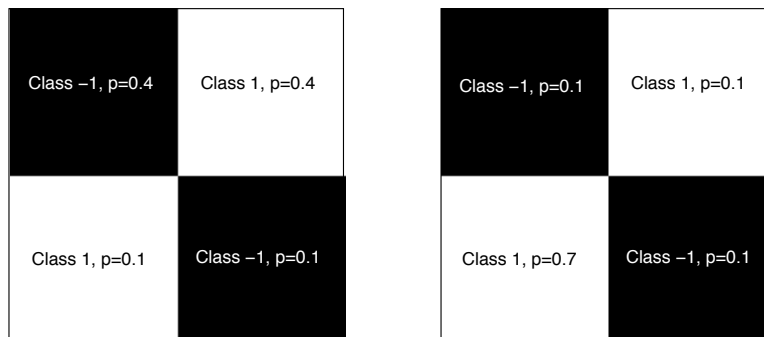 Class −1, p=0.4
Class 1, p=0.4
Class 1, p=0.1
Class −1, p=0.1
Class −1, p=0.1
Class 1, p=0.1
Class 1, p=0.7
Class −1, p=0.1